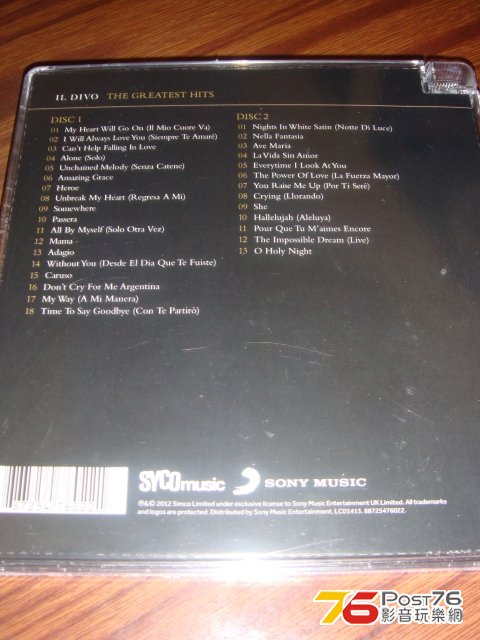 IL DIVO THE GREATEST HITS
DISC 1
01 My Heart Will Go On (Il Mio Cuore Va)
02 I Will Always Love You (Siempre Te Amaré)
03 Can't Help Falling In Love
04 Alone (Solo)
05 Unchained Melody (Senza Catene)
06 Amazing Grace
07 Heroe
08 Unbreak My Heart (Regresa A Mi)
09 Somewhere
10 Passera
11 All By Myself (Solo Otra Vez)
12 Mama
13 Adagio
14 Without You (Desde El Dia Que Te Fuiste)
15 Caruso
16 Don't Cry For Me Argentina
17 My Way (A Mi Manera)
18 Time To Say Goodbye (Con Te Partirò)
DISC 2
01 Nights In White Satin (Notte Di Luce)
02 Nella Fantasia
03 Ave Maria
04 La Vida Sin Amor
05 Everytime I Look At You
06 The Power Of Love (La Fuerza Mayor)
07 You Raise Me Up (Por Ti Seré)
08 Crying (Llorando)
09 She
10 Hallelujah (Aleluya)
11 Pour Que Tu M'aimes Encore
12 The Impossible Dream (Live)
13 O Holy Night
SYCOmusic
SONY MUSIC
℗&© 2012 Simco Limited under exclusive license to Sony Music Entertainment UK Limited. All trademarks
and logos are protected. Distributed by Sony Music Entertainment. LC01413. 88725476022.
76 Post76
影音玩樂網